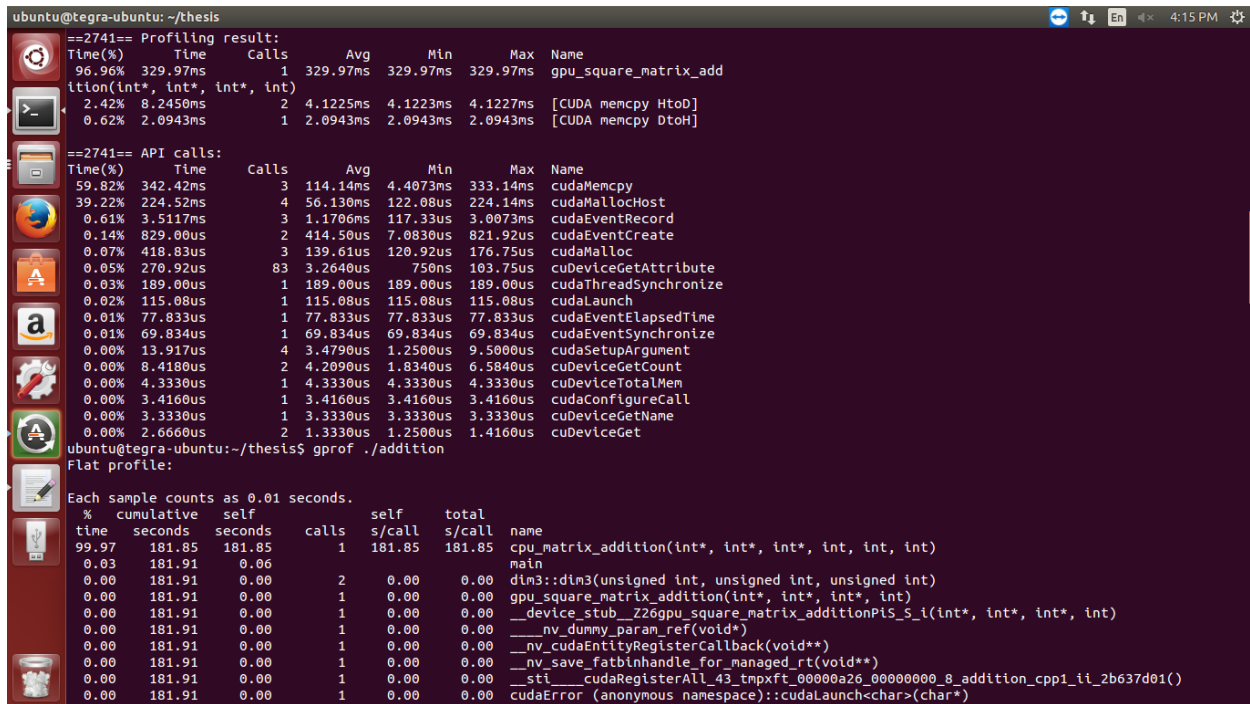 ubuntu@tegra-ubuntu: ~/thesis En 4:15 PM
==2741== Profiling result:
Time(%) Time Calls Avg Min Max Name
96.96% 329.97ms 1 329.97ms 329.97ms 329.97ms gpu_square_matrix_add
ition(int*, int*, int*, int)
2.42% 8.2450ms 2 4.1225ms 4.1223ms 4.1227ms [CUDA memcpy HtoD]
0.62% 2.0943ms 1 2.0943ms 2.0943ms 2.0943ms [CUDA memcpy DtoH]
==2741== API calls:
Time(%) Time Calls Avg Min Max Name
59.82% 342.42ms 3 114.14ms 4.4073ms 333.14ms cudaMemcpy
39.22% 224.52ms 4 56.130ms 122.08us 224.14ms cudaMallocHost
0.61% 3.5117ms 3 1.1706ms 117.33us 3.0073ms cudaEventRecord
0.14% 829.00us 2 414.50us 7.0830us 821.92us cudaEventCreate
0.07% 418.83us 3 139.61us 120.92us 176.75us cudaMalloc
0.05% 270.92us 83 3.2640us 750ns 103.75us cuDeviceGetAttribute
0.03% 189.00us 1 189.00us 189.00us 189.00us cudaThreadSynchronize
0.02% 115.08us 1 115.08us 115.08us 115.08us cudaLaunch
0.01% 77.833us 1 77.833us 77.833us 77.833us cudaEventElapsedTime
0.01% 69.834us 1 69.834us 69.834us 69.834us cudaEventSynchronize
0.00% 13.917us 4 3.4790us 1.2500us 9.5000us cudaSetupArgument
0.00% 8.4180us 2 4.2090us 1.8340us 6.5840us cuDeviceGetCount
0.00% 4.3330us 1 4.3330us 4.3330us 4.3330us cuDeviceTotalMem
0.00% 3.4160us 1 3.4160us 3.4160us 3.4160us cudaConfigureCall
0.00% 3.3330us 1 3.3330us 3.3330us 3.3330us cuDeviceGetName
0.00% 2.6660us 2 1.3330us 1.2500us 1.4160us cuDeviceGet
ubuntu@tegra-ubuntu:~/thesis$ gprof ./addition
Flat profile:
Each sample counts as 0.01 seconds.
% cumulative self self total
time seconds seconds calls s/call s/call name
99.97 181.85 181.85 1 181.85 181.85 cpu_matrix_addition(int*, int*, int*, int, int, int)
0.03 181.91 0.06 main
0.00 181.91 0.00 2 0.00 0.00 dim3::dim3(unsigned int, unsigned int, unsigned int)
0.00 181.91 0.00 1 0.00 0.00 gpu_square_matrix_addition(int*, int*, int*, int)
0.00 181.91 0.00 1 0.00 0.00 __device_stub__Z26gpu_square_matrix_additionPiS_S_i(int*, int*, int*, int)
0.00 181.91 0.00 1 0.00 0.00 ____nv_dummy_param_ref(void*)
0.00 181.91 0.00 1 0.00 0.00 __nv_cudaEntityRegisterCallback(void**)
0.00 181.91 0.00 1 0.00 0.00 __nv_save_fatbinhandle_for_managed_rt(void**)
0.00 181.91 0.00 1 0.00 0.00 __sti____cudaRegisterAll_43_tmpxft_00000a26_00000000_8_addition_cpp1_ii_2b637d01()
0.00 181.91 0.00 1 0.00 0.00 cudaError (anonymous namespace)::cudaLaunch<char>(char*)